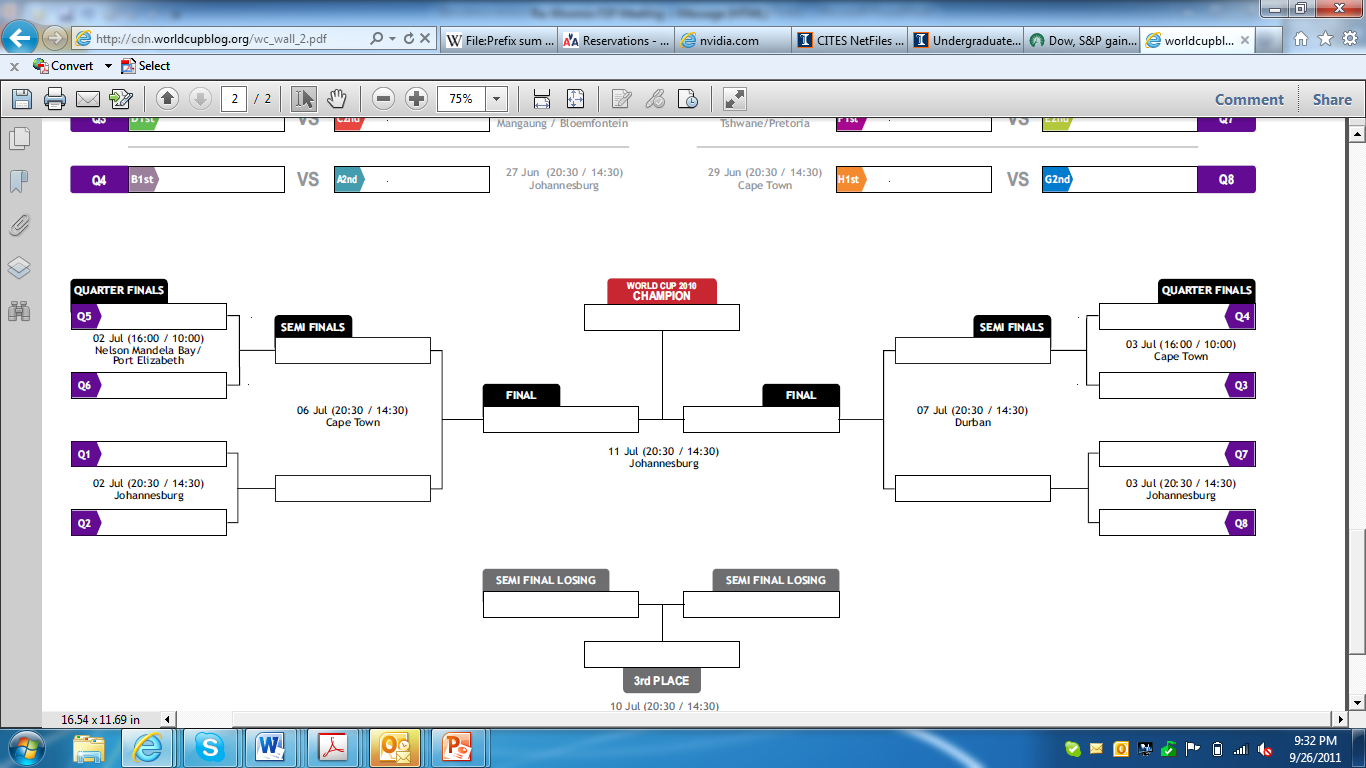 http://cdn.worldcupblog.org/wc_wall_2.pdf
File:Prefix sum ...
Reservations - ...
nvidia.com
CITES NetFiles ...
Undergraduate...
Dow, S&P gain...
worldcupbl...
x Convert Select
2 / 2
75%
Comment
Share
Q3 D1st VS C2nd Mangaung / Bloemfontein
Tshwane/Pretoria F1st VS E2nd Q7
Q4 B1st VS A2nd
27 Jun (20:30 / 14:30)
Johannesburg
29 Jun (20:30 / 14:30)
Cape Town
H1st VS G2nd Q8
QUARTER FINALS
Q5
02 Jul (16:00 / 10:00)
Nelson Mandela Bay/
Port Elizabeth
Q6
Q1
02 Jul (20:30 / 14:30)
Johannesburg
Q2
SEMI FINALS
06 Jul (20:30 / 14:30)
Cape Town
WORLD CUP 2010
CHAMPION
FINAL
FINAL
11 Jul (20:30 / 14:30)
Johannesburg
SEMI FINALS
07 Jul (20:30 / 14:30)
Durban
QUARTER FINALS
Q4
03 Jul (16:00 / 10:00)
Cape Town
Q3
Q7
03 Jul (20:30 / 14:30)
Johannesburg
Q8
SEMI FINAL LOSING
SEMI FINAL LOSING
3rd PLACE
10 Jul (20:30 / 14:30)
16.54 x 11.69 in
9:32 PM
9/26/2011